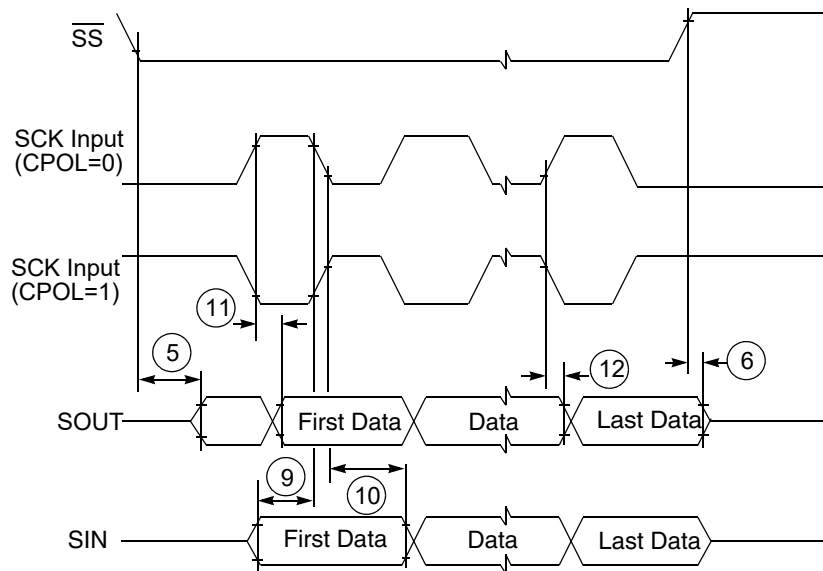 SS
SCK Input
(CPOL=0)
SCK Input
(CPOL=1)
11
5
12
6
SOUT
First Data
Data
Last Data
9
10
SIN
First Data
Data
Last Data